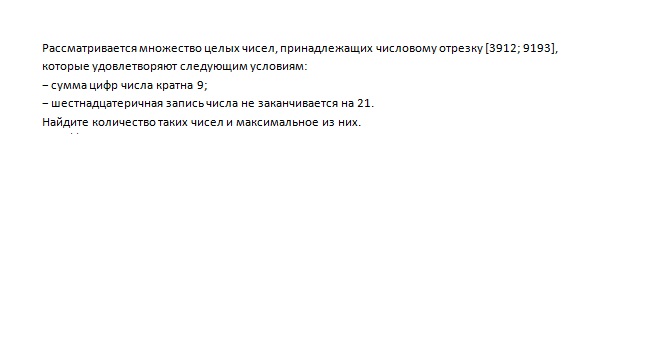 Рассматривается множество целых чисел, принадлежащих числовому отрезку [3912; 9193],
которые удовлетворяют следующим условиям:
− сумма цифр числа кратна 9;
− шестнадцатеричная запись числа не заканчивается на 21.
Найдите количество таких чисел и максимальное из них.